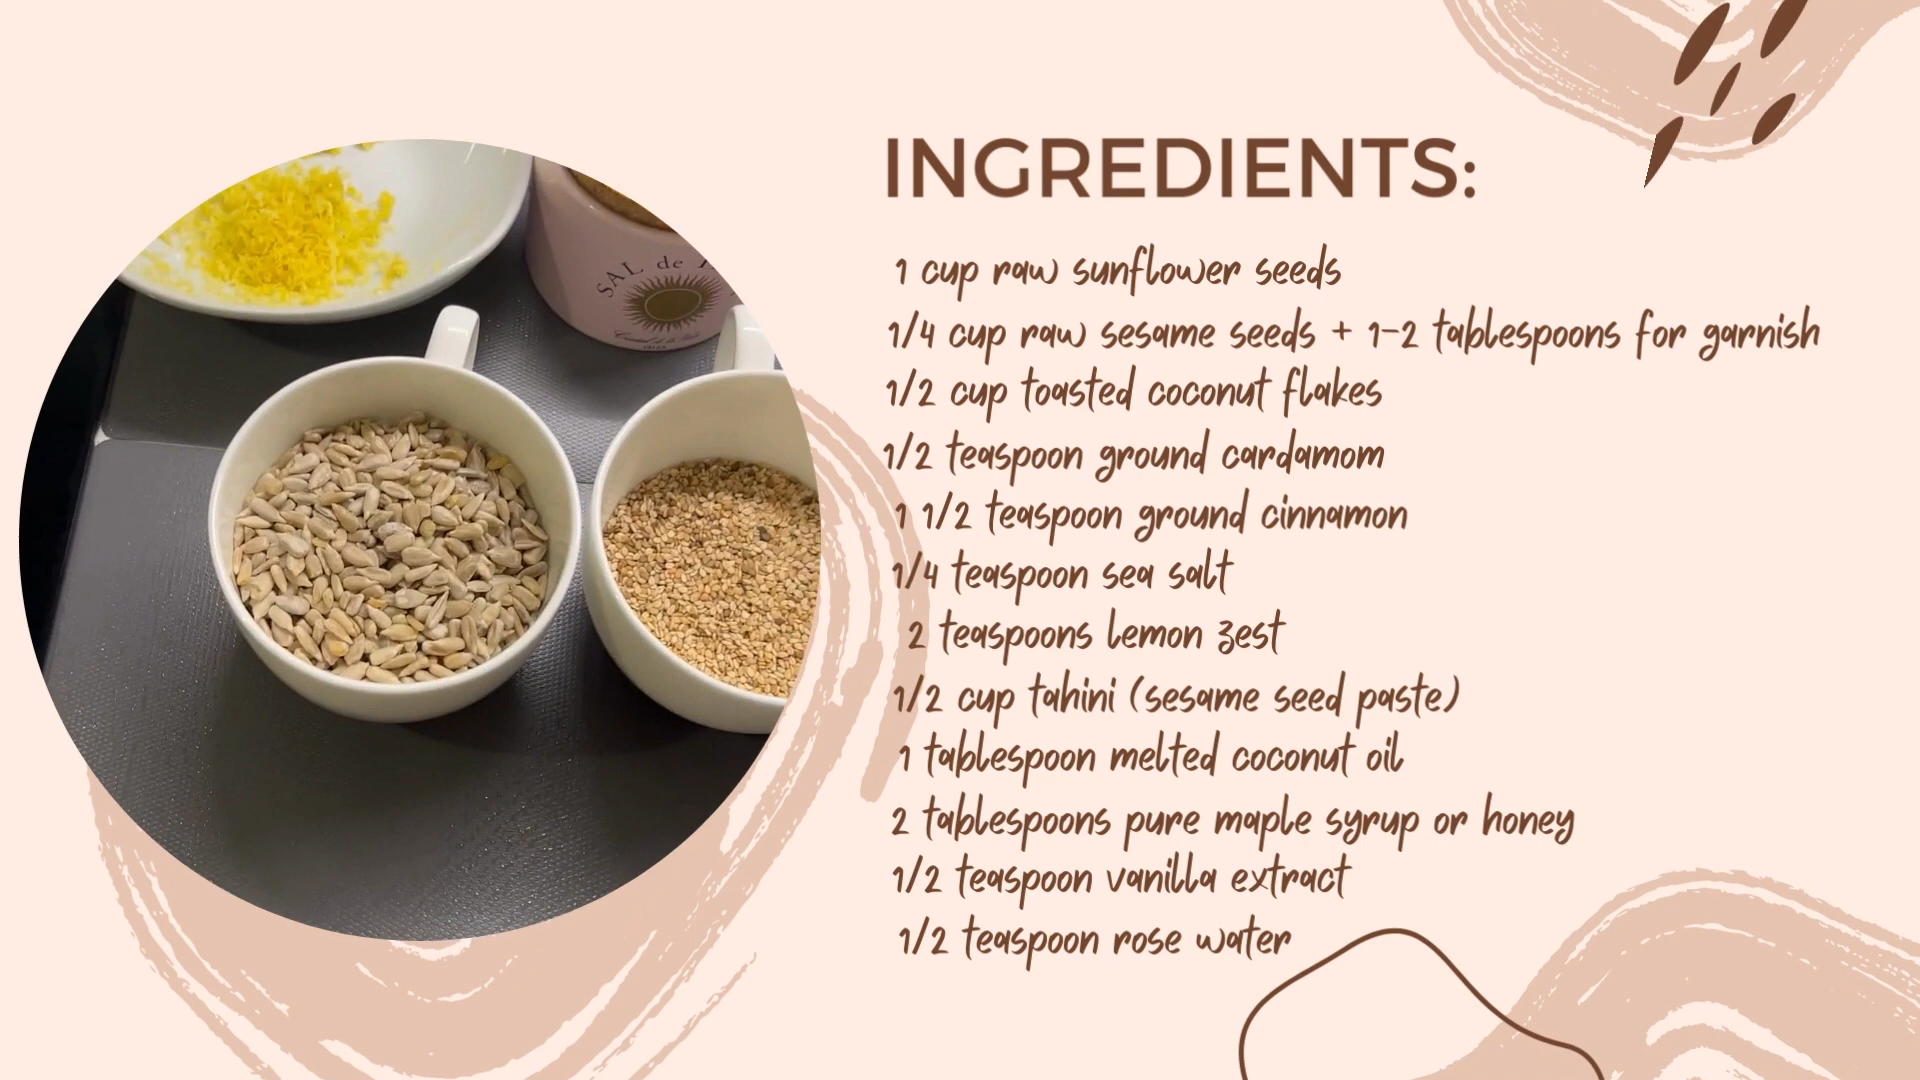 INGREDIENTS:
1 cup raw sunflower seeds
1/4 cup raw sesame seeds + 1-2 tablespoons for garnish
1/2 cup toasted coconut flakes
1/2 teaspoon ground cardamom
1 1/2 teaspoon ground cinnamon
1/4 teaspoon sea salt
2 teaspoons lemon zest
1/2 cup tahini (sesame seed paste)
1 tablespoon melted coconut oil
2 tablespoons pure maple syrup or honey
1/2 teaspoon vanilla extract
1/2 teaspoon rose water
SAL de